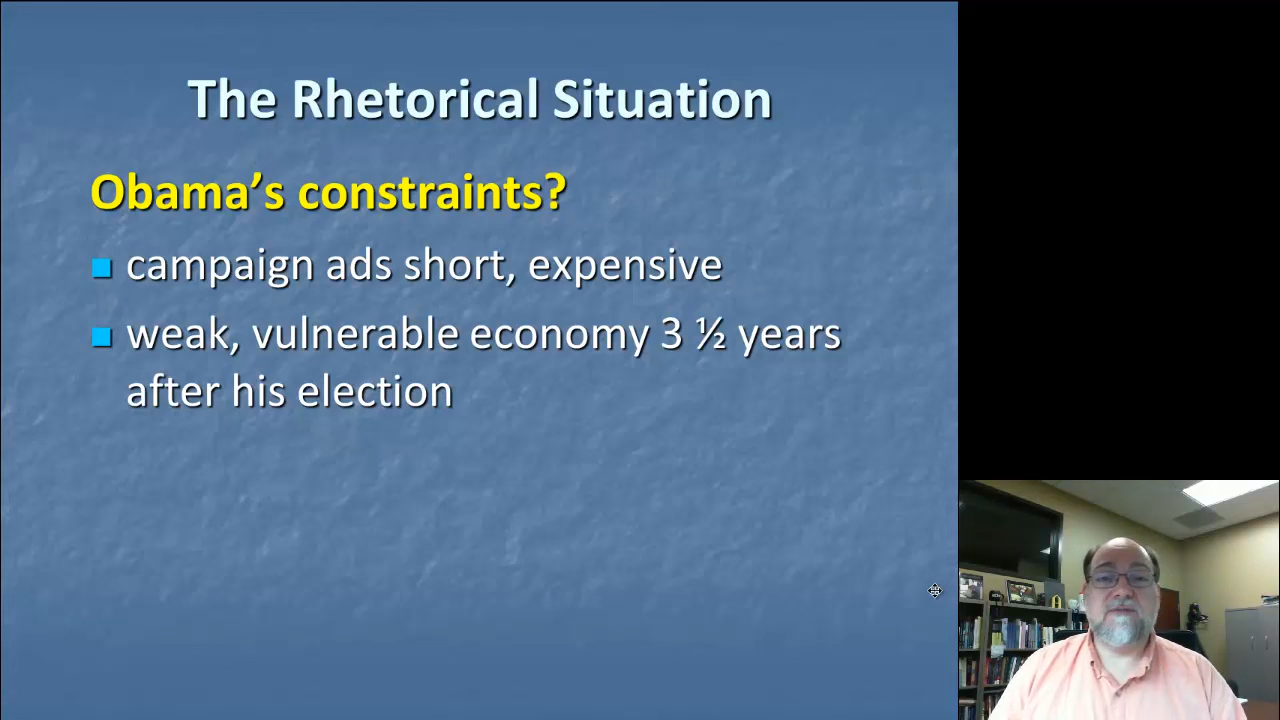 The Rhetorical Situation
Obama’s constraints?
campaign ads short, expensive
weak, vulnerable economy 3 ½ years
after his election